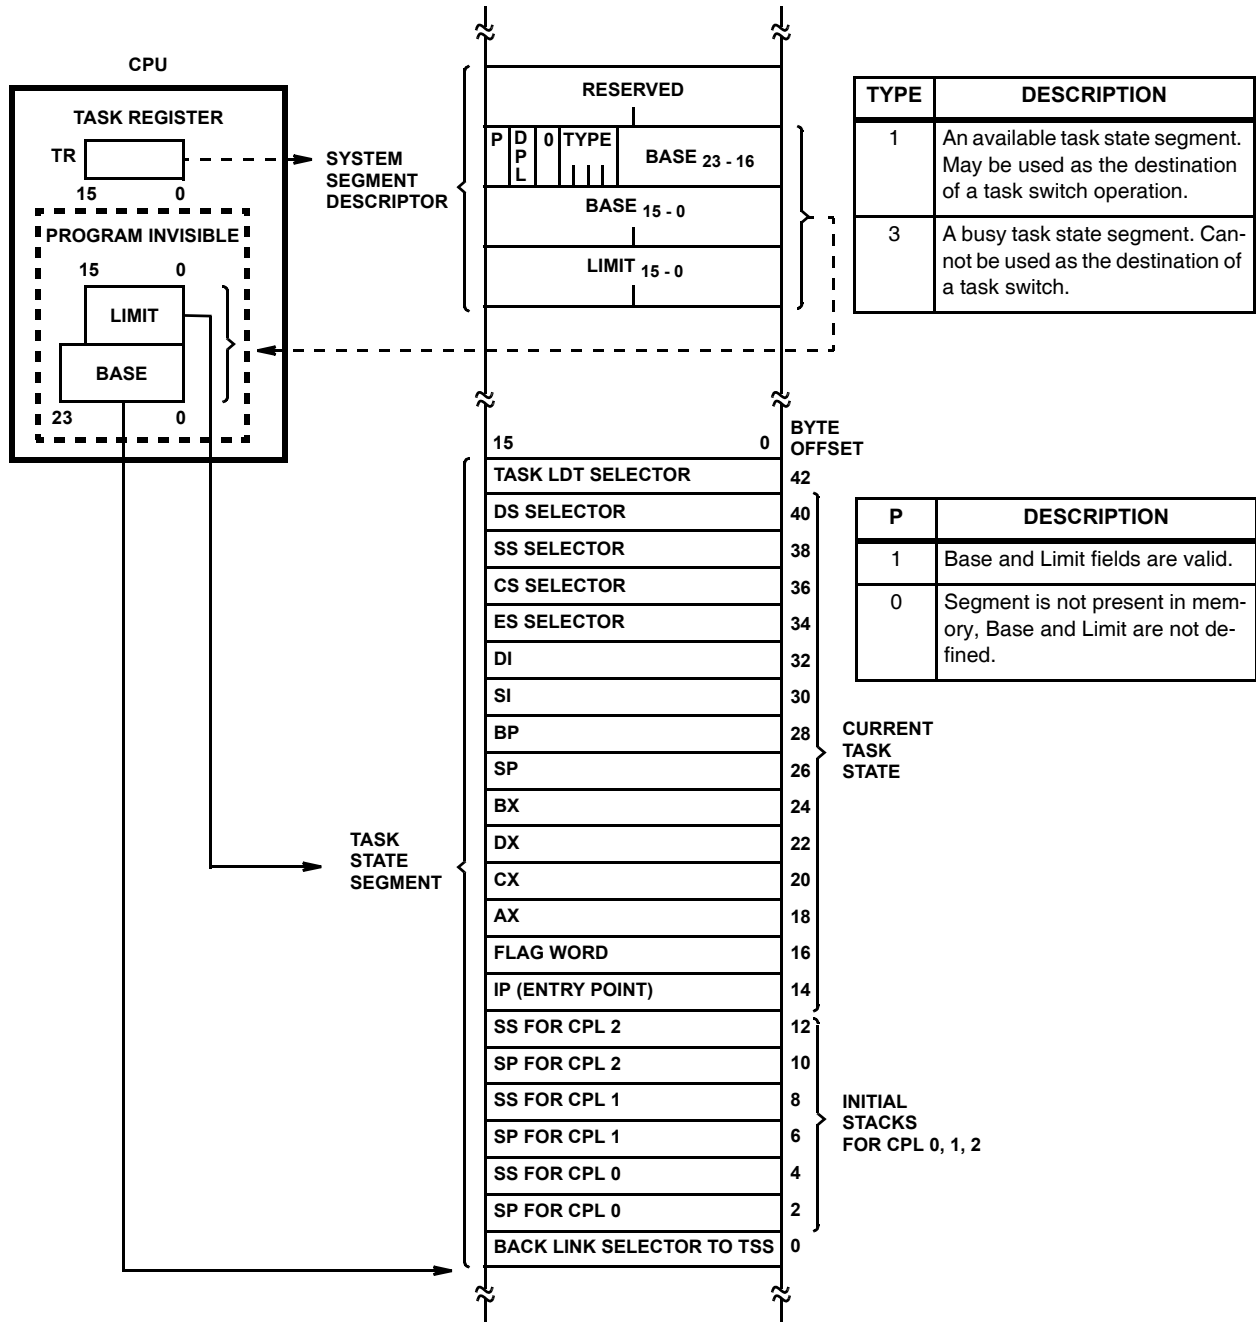 CPU
TASK REGISTER
TR
15 0
PROGRAM INVISIBLE
15 0
LIMIT
BASE
23 0
SYSTEM
SEGMENT
DESCRIPTOR
RESERVED
P DPL 0 TYPE BASE 23 - 16
BASE 15 - 0
LIMIT 15 - 0
TYPE DESCRIPTION
1 An available task state segment.
May be used as the destination
of a task switch operation.
3 A busy task state segment. Can-
not be used as the destination of
a task switch.
15 0 BYTE
OFFSET
TASK LDT SELECTOR 42
DS SELECTOR 40
SS SELECTOR 38
CS SELECTOR 36
ES SELECTOR 34
DI 32
SI 30
BP 28
SP 26
BX 24
DX 22
CX 20
AX 18
FLAG WORD 16
IP (ENTRY POINT) 14
SS FOR CPL 2 12
SP FOR CPL 2 10
SS FOR CPL 1 8
SP FOR CPL 1 6
SS FOR CPL 0 4
SP FOR CPL 0 2
BACK LINK SELECTOR TO TSS 0
TASK
STATE
SEGMENT
P DESCRIPTION
1 Base and Limit fields are valid.
0 Segment is not present in mem-
ory, Base and Limit are not de-
fined.
CURRENT
TASK
STATE
INITIAL
STACKS
FOR CPL 0, 1, 2